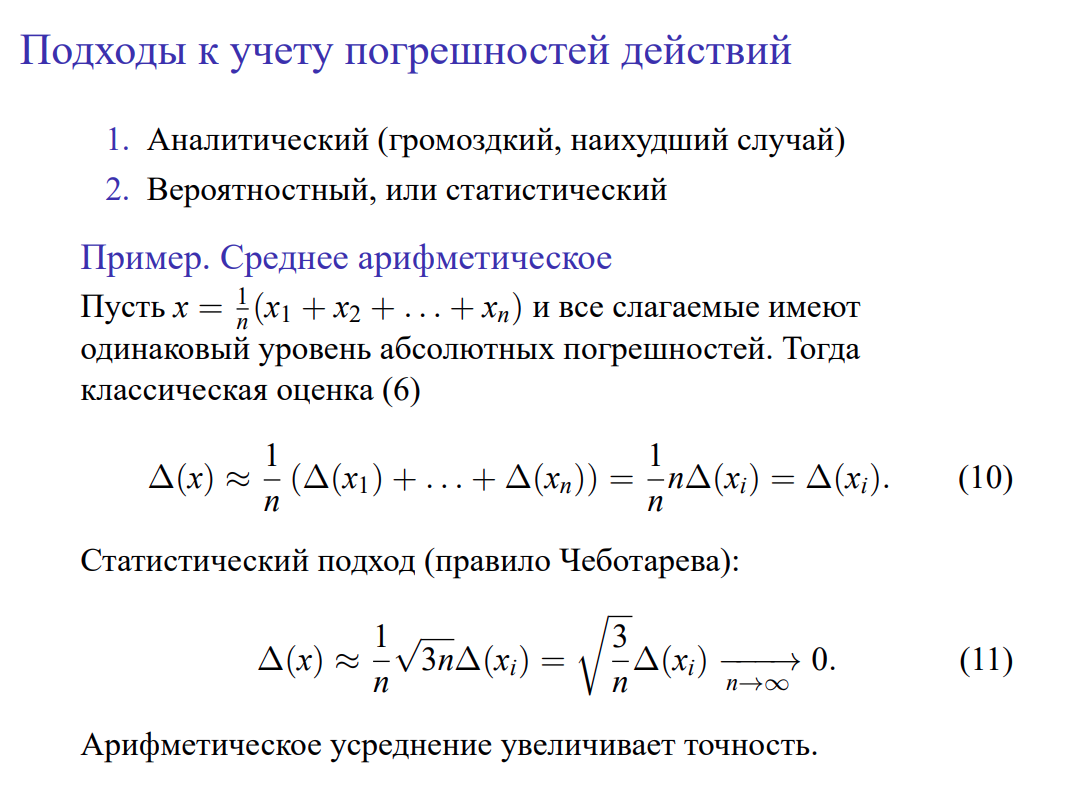 Подходы к учету погрешностей действий
1. Аналитический (громоздкий, наихудший случай)
2. Вероятностный, или статистический
Пример. Среднее арифметическое
Пусть x = 1/n (x₁ + x₂ + … + xₙ) и все слагаемые имеют
одинаковый уровень абсолютных погрешностей. Тогда
классическая оценка (6)
Δ(x) ≈ 1/n (Δ(x₁) + … + Δ(xₙ)) = 1/n nΔ(xᵢ) = Δ(xᵢ). (10)
Статистический подход (правило Чеботарева):
Δ(x) ≈ 1/n √(3n)Δ(xᵢ) = √(3/n) Δ(xᵢ) ⟶ n→∞ 0. (11)
Арифметическое усреднение увеличивает точность.